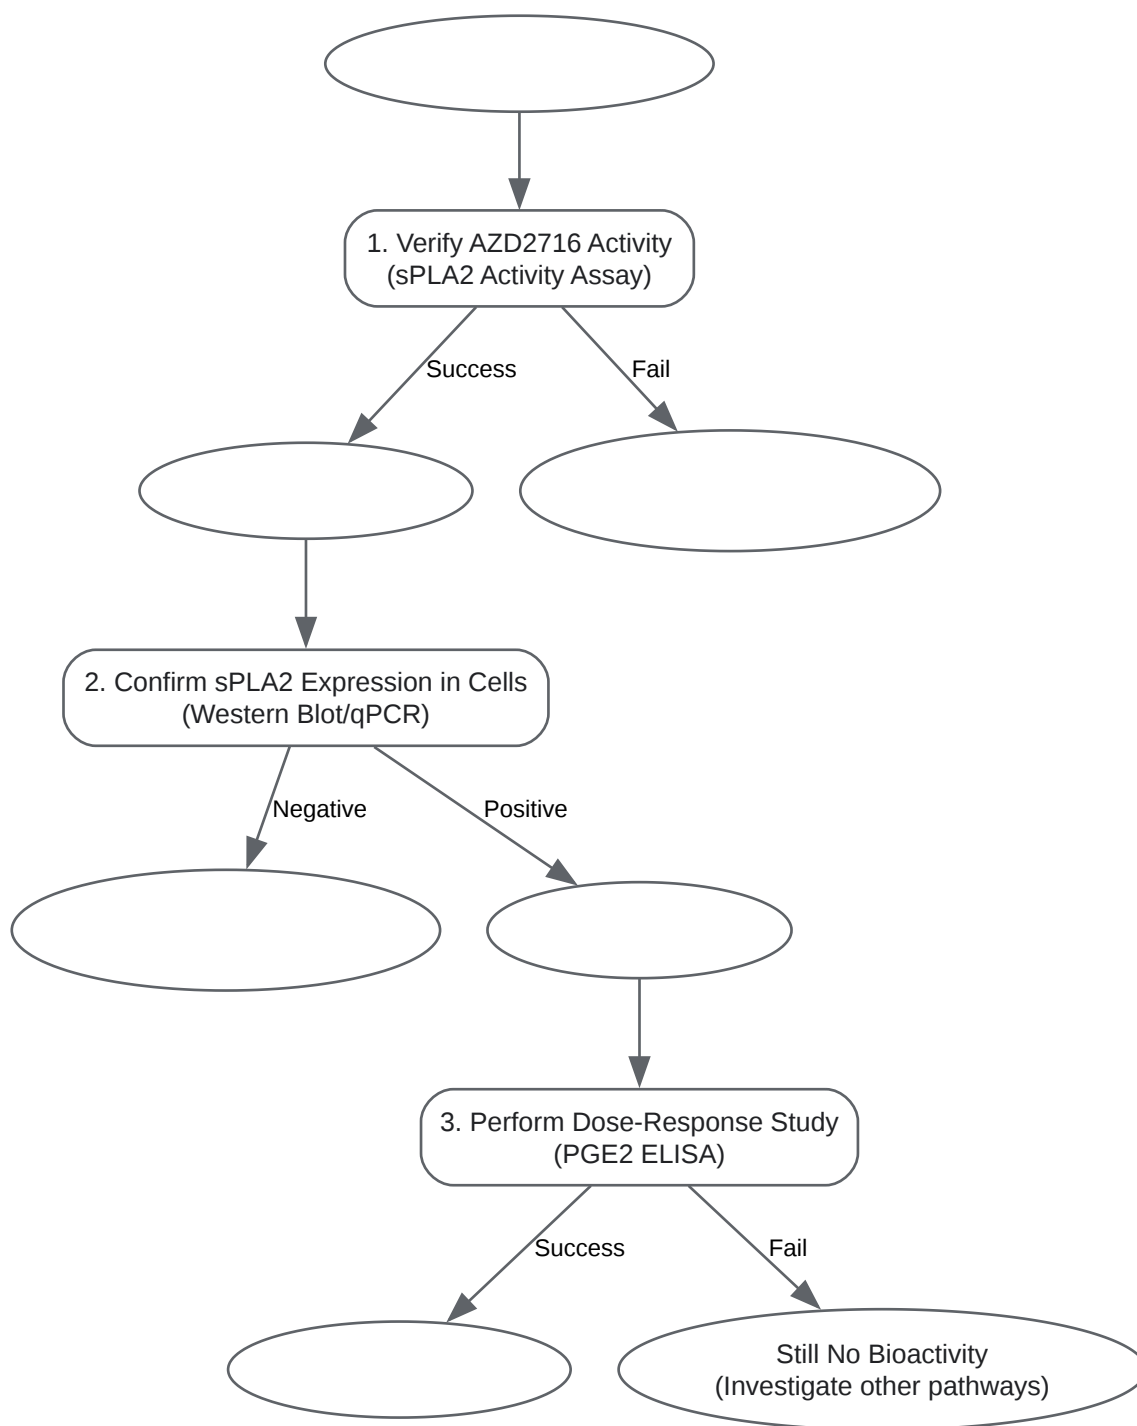 1. Verify AZD2716 Activity
(sPLA2 Activity Assay)
Success
Fail
2. Confirm sPLA2 Expression in Cells
(Western Blot/qPCR)
Negative
Positive
3. Perform Dose-Response Study
(PGE2 ELISA)
Success
Fail
Still No Bioactivity
(Investigate other pathways)